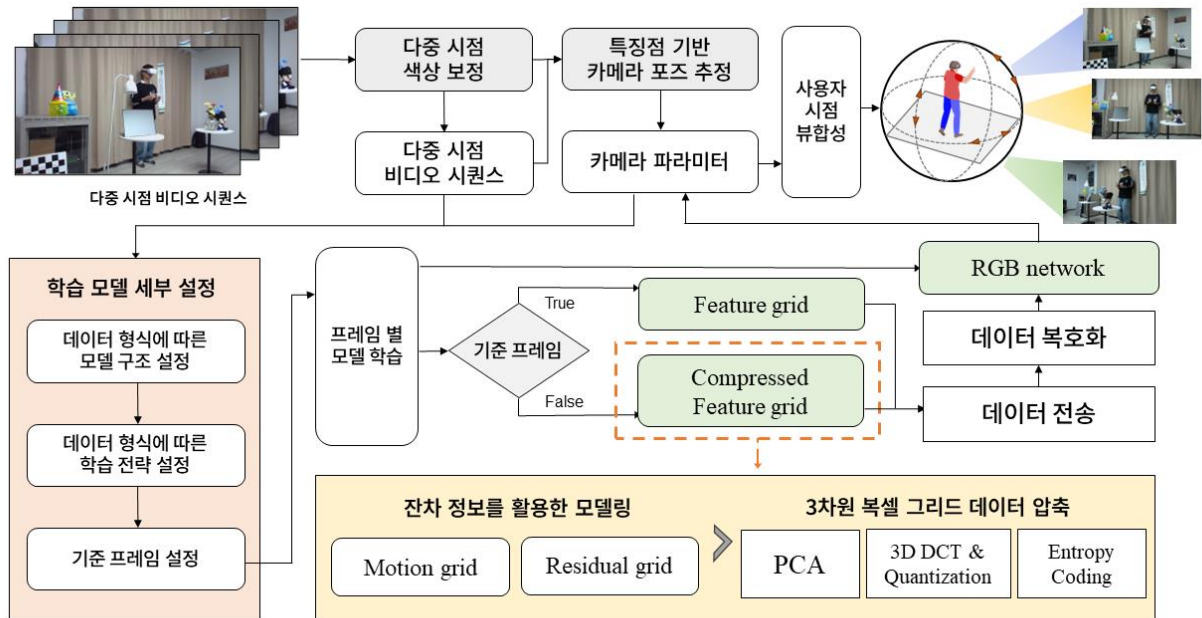 다중 시점
색상 보정
특징점 기반
카메라 포즈 추정
다중 시점
비디오 시퀀스
카메라 파라미터
사용자
시점
뷰합성
다중 시점 비디오 시퀀스
학습 모델 세부 설정
데이터 형식에 따른
모델 구조 설정
데이터 형식에 따른
학습 전략 설정
기준 프레임 설정
프레임 별
모델 학습
기준 프레임
True
False
Feature grid
Compressed
Feature grid
RGB network
데이터 복호화
데이터 전송
잔차 정보를 활용한 모델링
Motion grid
Residual grid
3차원 복셀 그리드 데이터 압축
PCA
3D DCT &
Quantization
Entropy
Coding